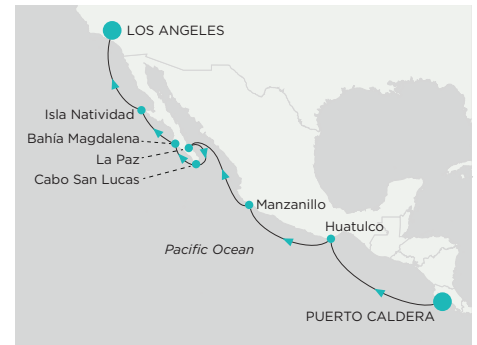 LOS ANGELES
Isla Natividad
Bahía Magdalena
La Paz
Cabo San Lucas
Manzanillo
Huatulco
Pacific Ocean
PUERTO CALDERA